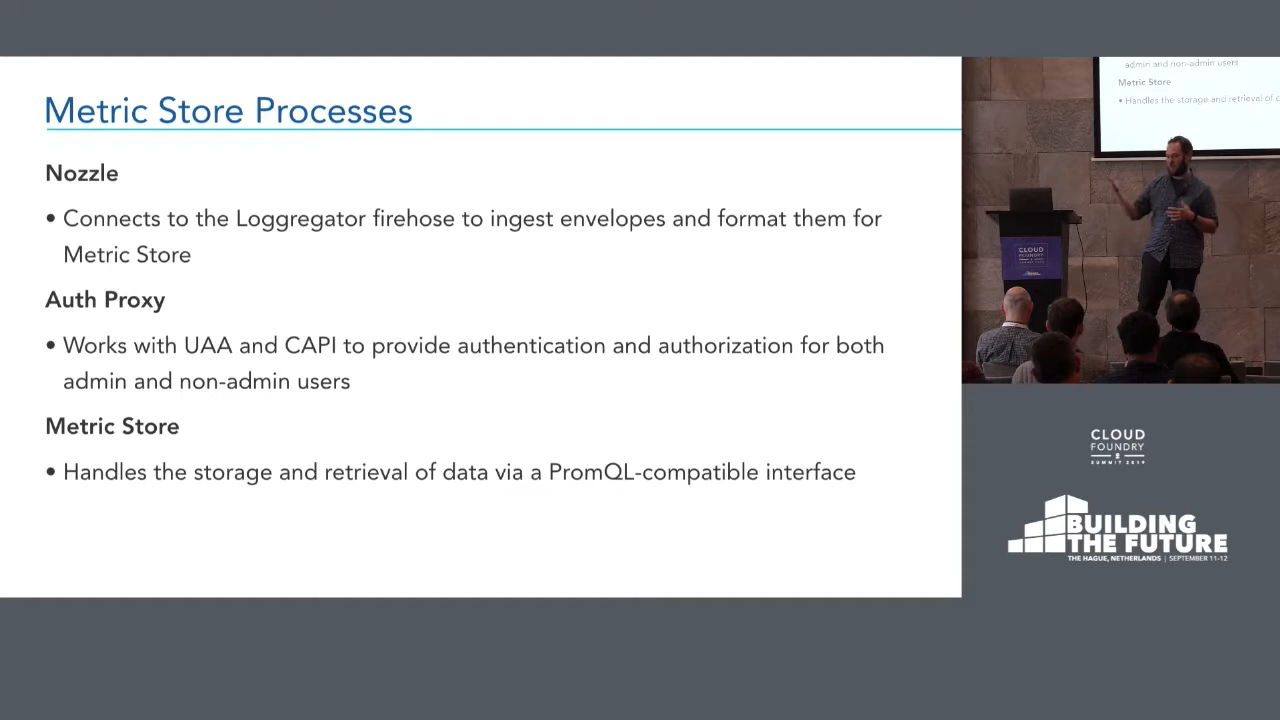 Metric Store Processes
Nozzle
• Connects to the Loggregator firehose to ingest envelopes and format them for
Metric Store
Auth Proxy
• Works with UAA and CAPI to provide authentication and authorization for both
admin and non-admin users
Metric Store
• Handles the storage and retrieval of data via a PromQL-compatible interface
admin and non-admin users
Metric Store
• Handles the storage and retrieval of
CLOUD
FOUNDRY
CLOUD
FOUNDRY
SUMMIT 2019
BUILDING
THE FUTURE
THE HAGUE, NETHERLANDS | SEPTEMBER 11-12